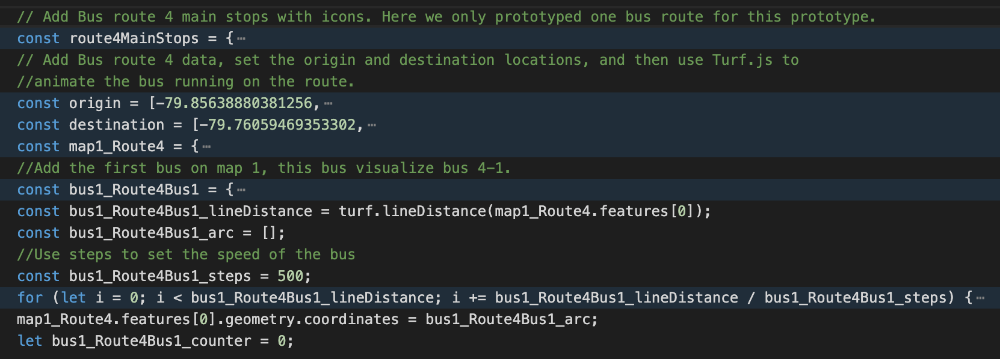 // Add Bus route 4 main stops with icons. Here we only prototyped one bus route for this prototype.
const route4MainStops = {⋯
// Add Bus route 4 data, set the origin and destination locations, and then use Turf.js to
//animate the bus running on the route.
const origin = [-79.85638880381256,⋯
const destination = [-79.76059469353302,⋯
const map1_Route4 = {⋯
//Add the first bus on map 1, this bus visualize bus 4-1.
const bus1_Route4Bus1 = {⋯
const bus1_Route4Bus1_lineDistance = turf.lineDistance(map1_Route4.features[0]);
const bus1_Route4Bus1_arc = [];
//Use steps to set the speed of the bus
const bus1_Route4Bus1_steps = 500;
for (let i = 0; i < bus1_Route4Bus1_lineDistance; i += bus1_Route4Bus1_lineDistance / bus1_Route4Bus1_steps) {⋯
map1_Route4.features[0].geometry.coordinates = bus1_Route4Bus1_arc;
let bus1_Route4Bus1_counter = 0;